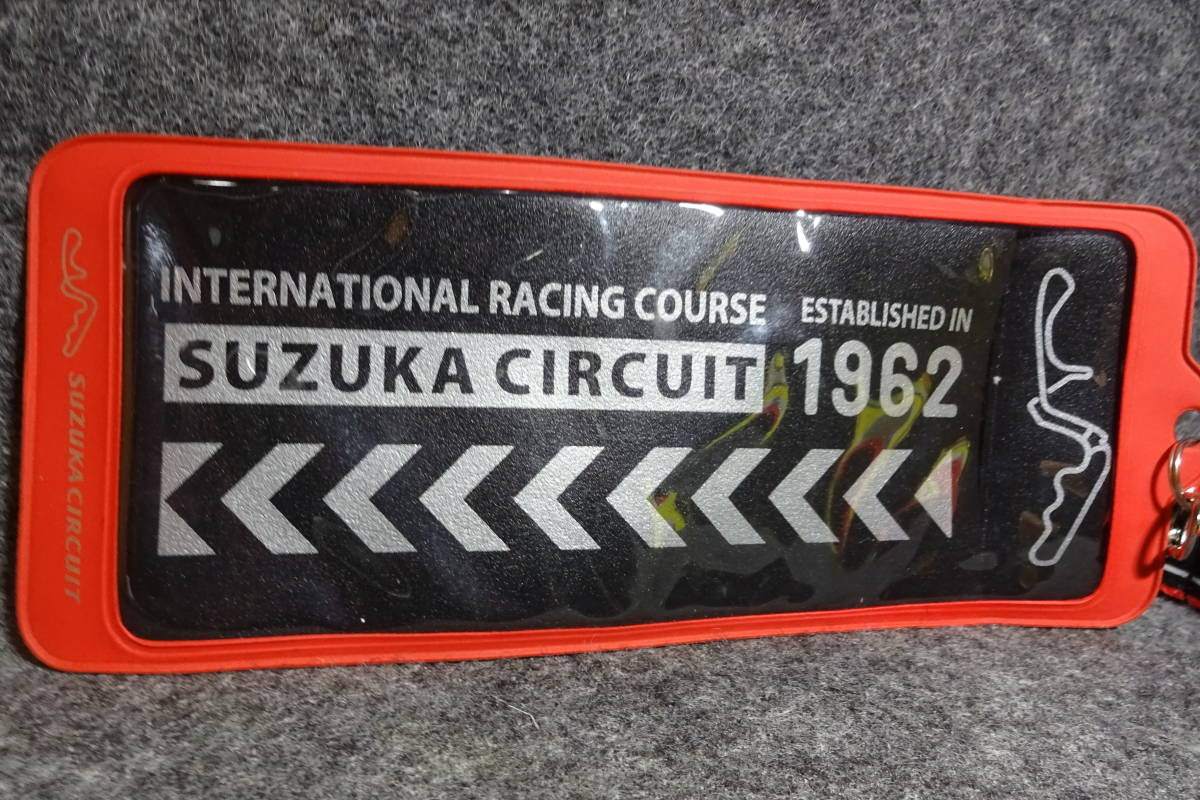 INTERNATIONAL RACING COURSE
SUZUKA CIRCUIT
ESTABLISHED IN
1962
SUZUKA CIRCUIT